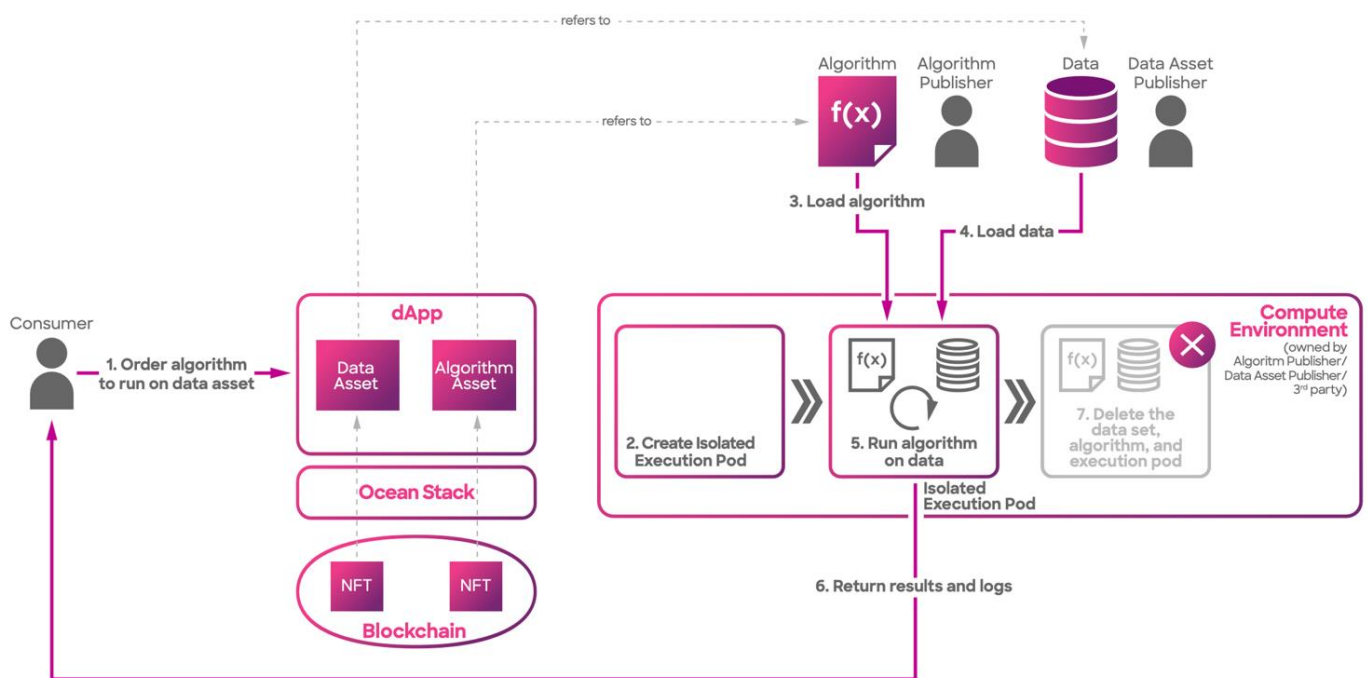 refers to
Algorithm
Algorithm
Publisher
Data
Data Asset
Publisher
f(x)
refers to
3. Load algorithm
4. Load data
Consumer
1. Order algorithm
to run on data asset
dApp
Data
Asset
Algorithm
Asset
Ocean Stack
NFT
NFT
Blockchain
Compute
Environment
(owned by
Algoritm Publisher/
Data Asset Publisher/
3rd party)
2. Create Isolated
Execution Pod
f(x)
5. Run algorithm
on data
Isolated
Execution Pod
f(x)
7. Delete the
data set,
algorithm, and
execution pod
6. Return results and logs